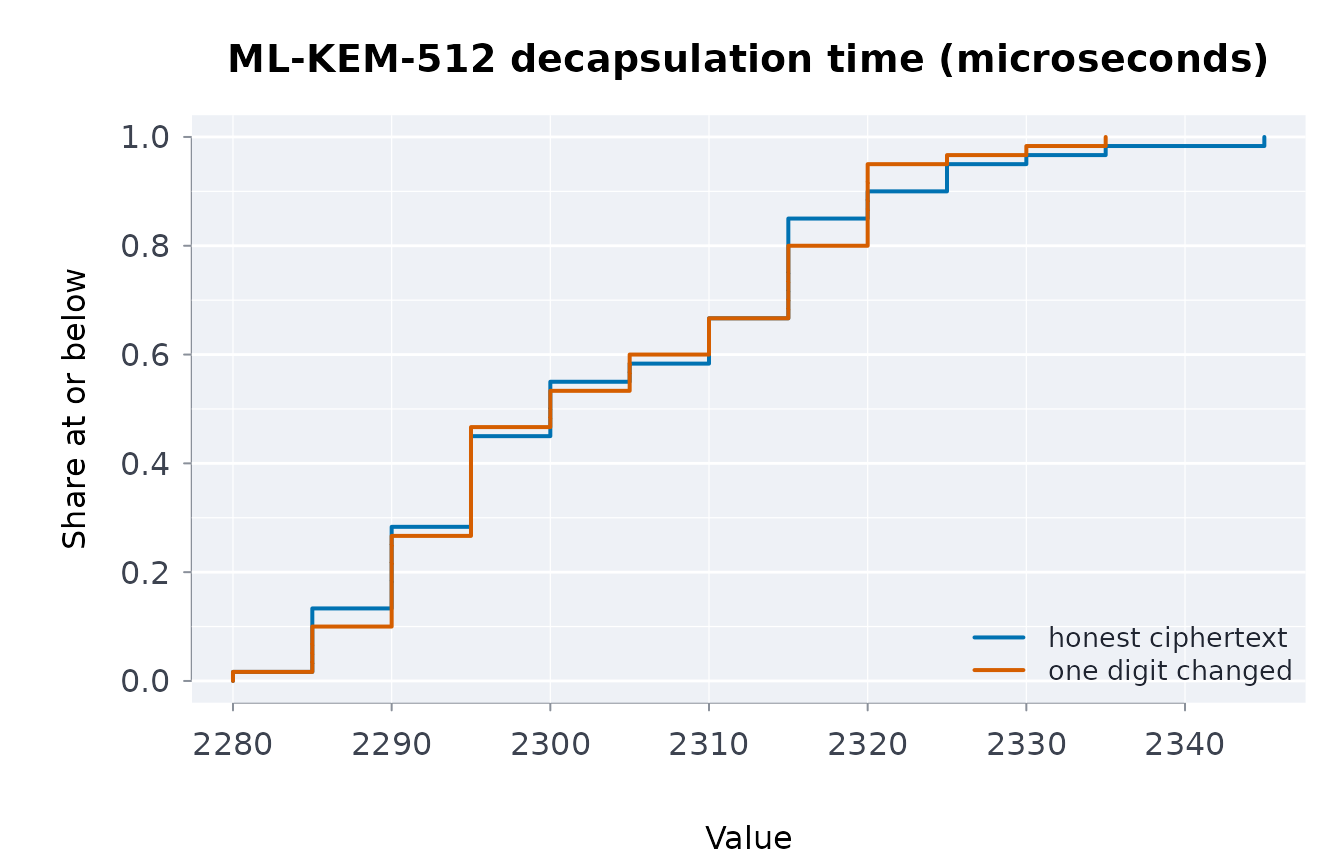 ML-KEM-512 decapsulation time (microseconds)
1.0
0.8
0.6
0.4
0.2
0.0
Share at or below
honest ciphertext
one digit changed
2280 2290 2300 2310 2320 2330 2340
Value